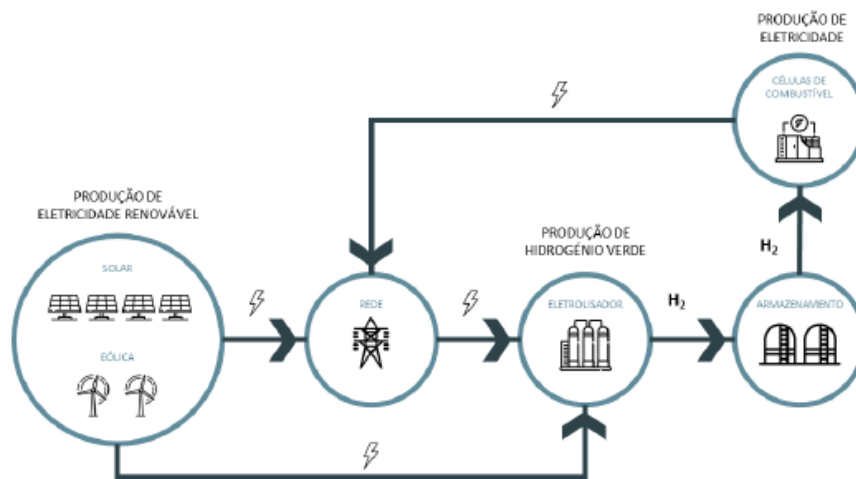 PRODUÇÃO DE
ELETRICIDADE
CÉLULAS DE
COMBUSTÍVEL
PRODUÇÃO DE
ELETRICIDADE RENOVÁVEL
SOLAR
EÓLICA
REDE
PRODUÇÃO DE
HIDROGÉNIO VERDE
ELETROLISADOR
H₂
H₂
ARMAZENAMENTO